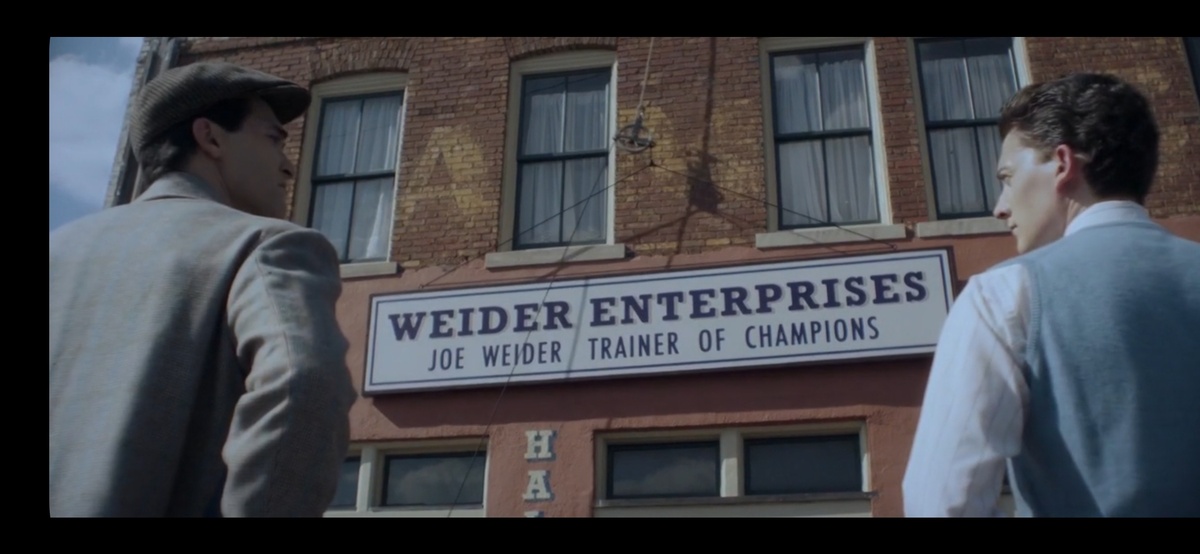 WEIDER ENTERPRISES
JOE WEIDER TRAINER OF CHAMPIONS
H
A